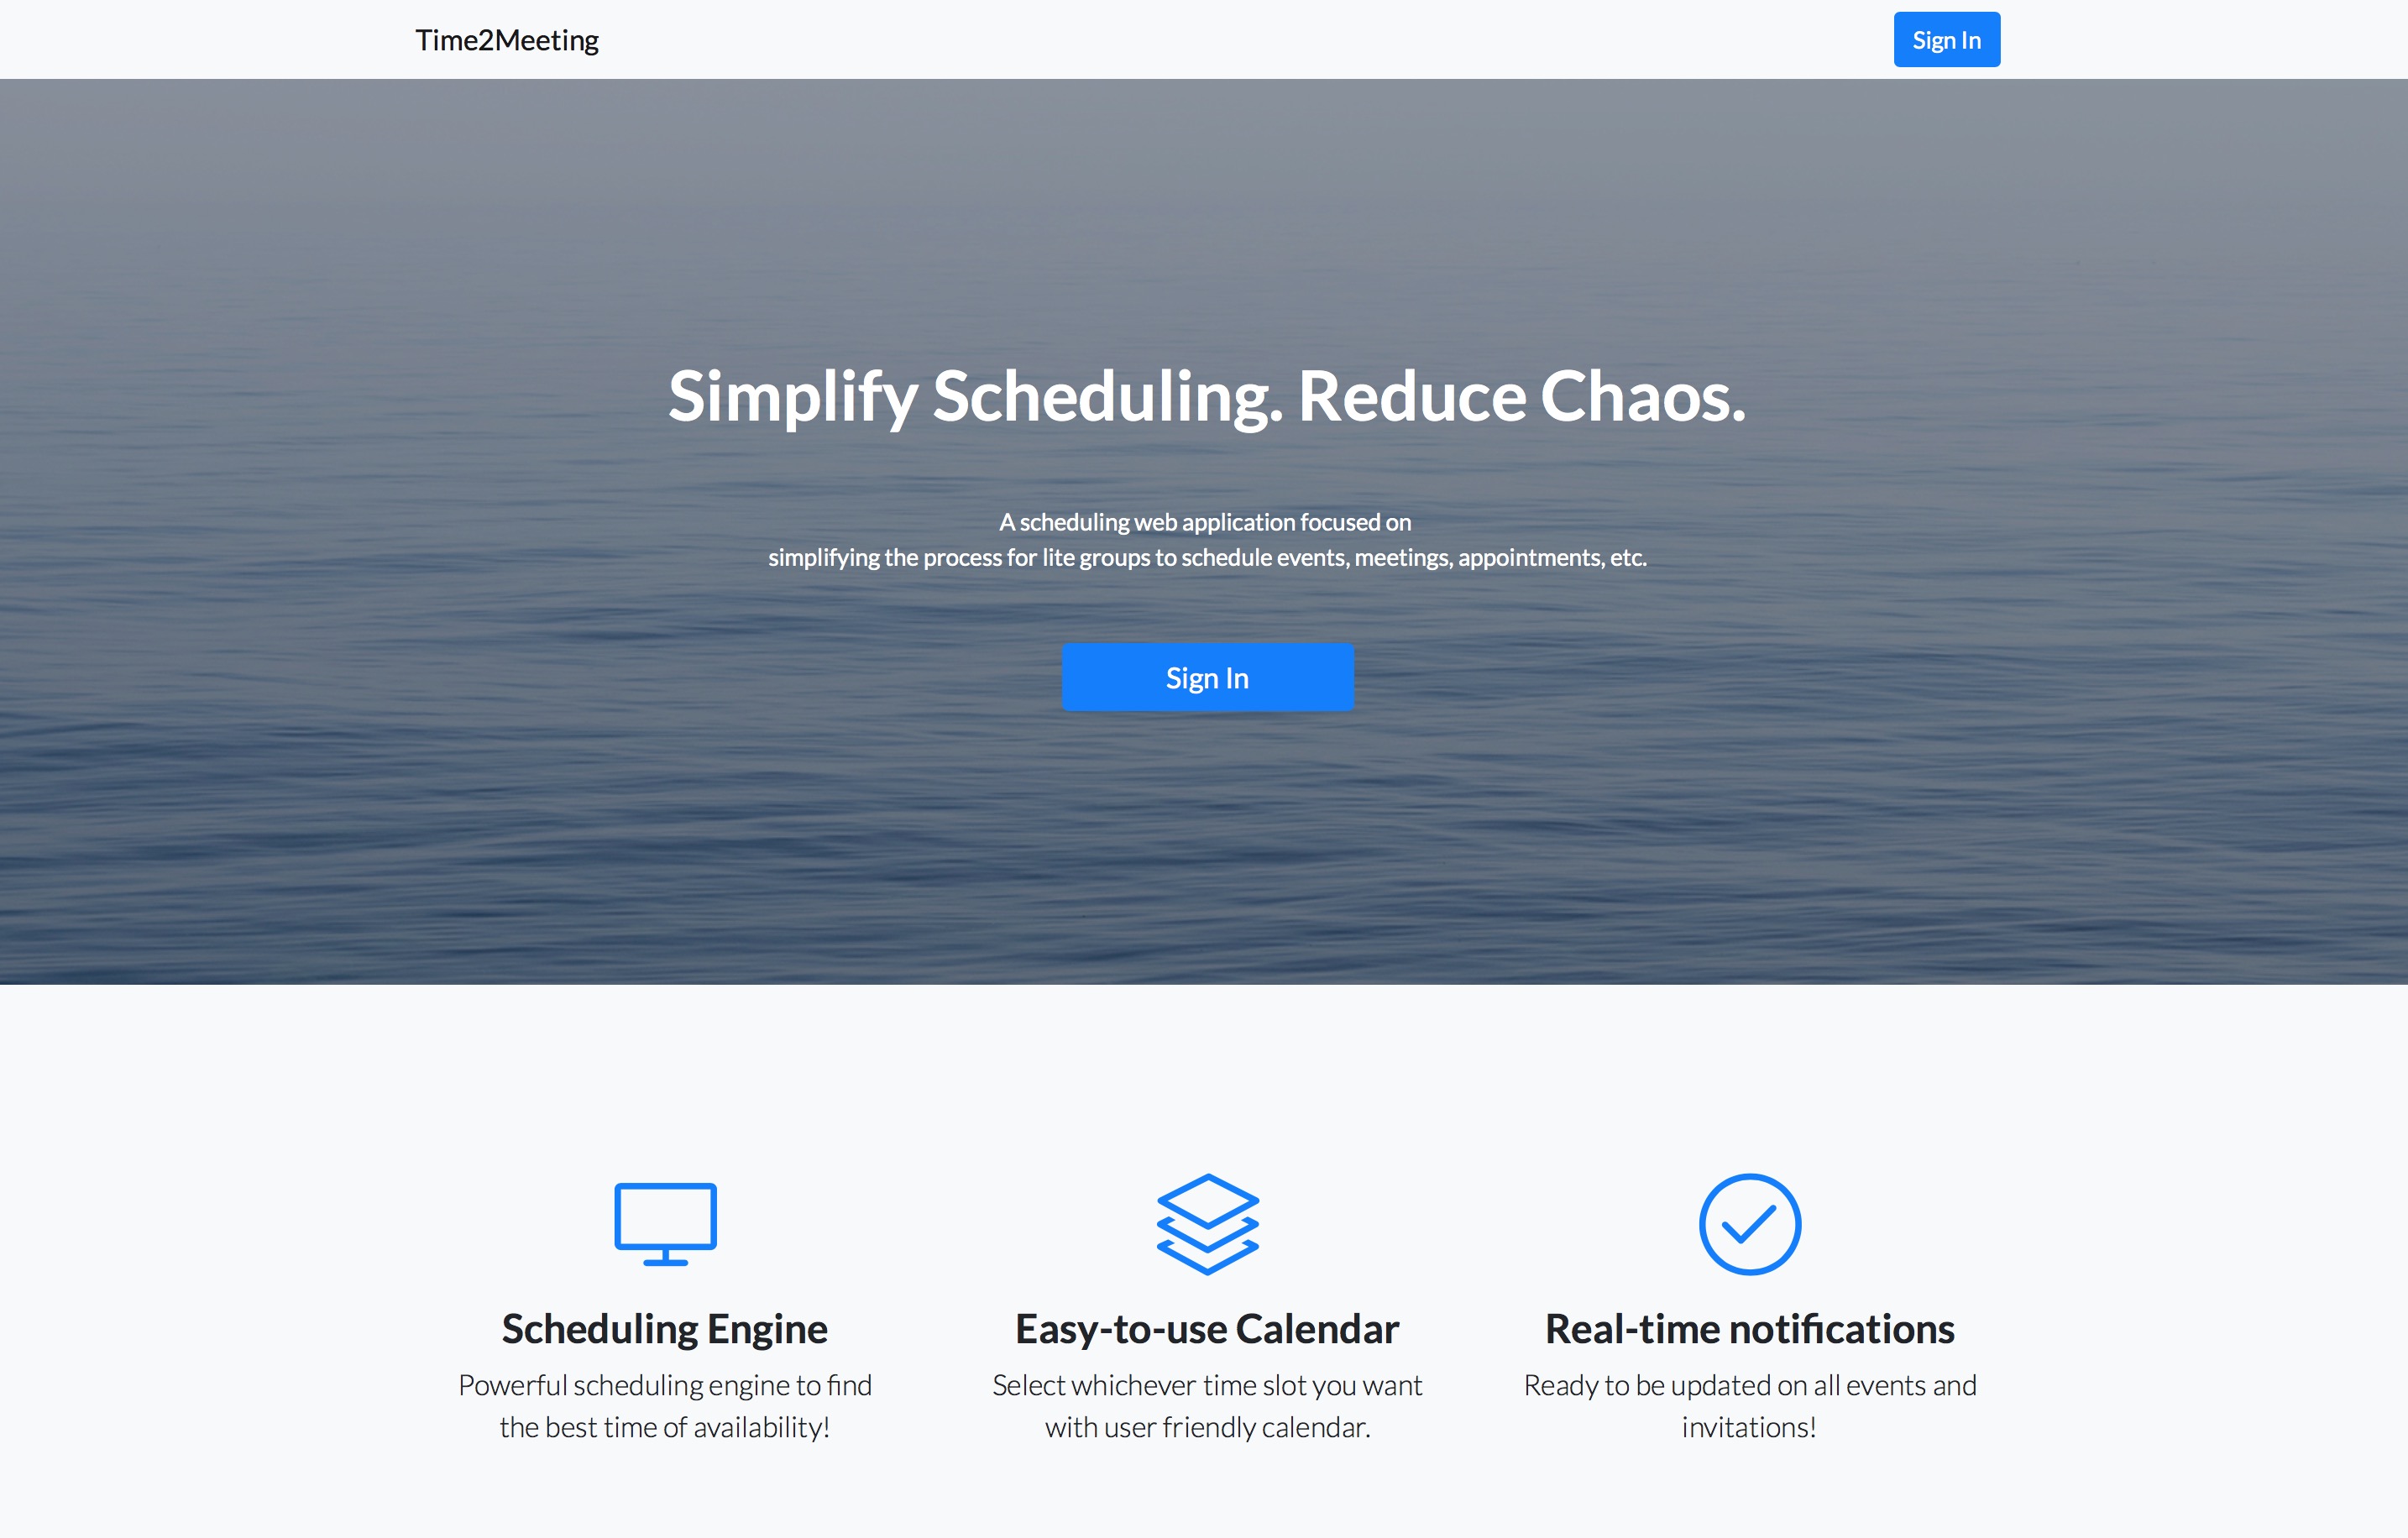 Time2Meeting
Sign In
Simplify Scheduling. Reduce Chaos.
A scheduling web application focused on
simplifying the process for lite groups to schedule events, meetings, appointments, etc.
Sign In
Scheduling Engine
Powerful scheduling engine to find
the best time of availability!
Easy-to-use Calendar
Select whichever time slot you want
with user friendly calendar.
Real-time notifications
Ready to be updated on all events and
invitations!